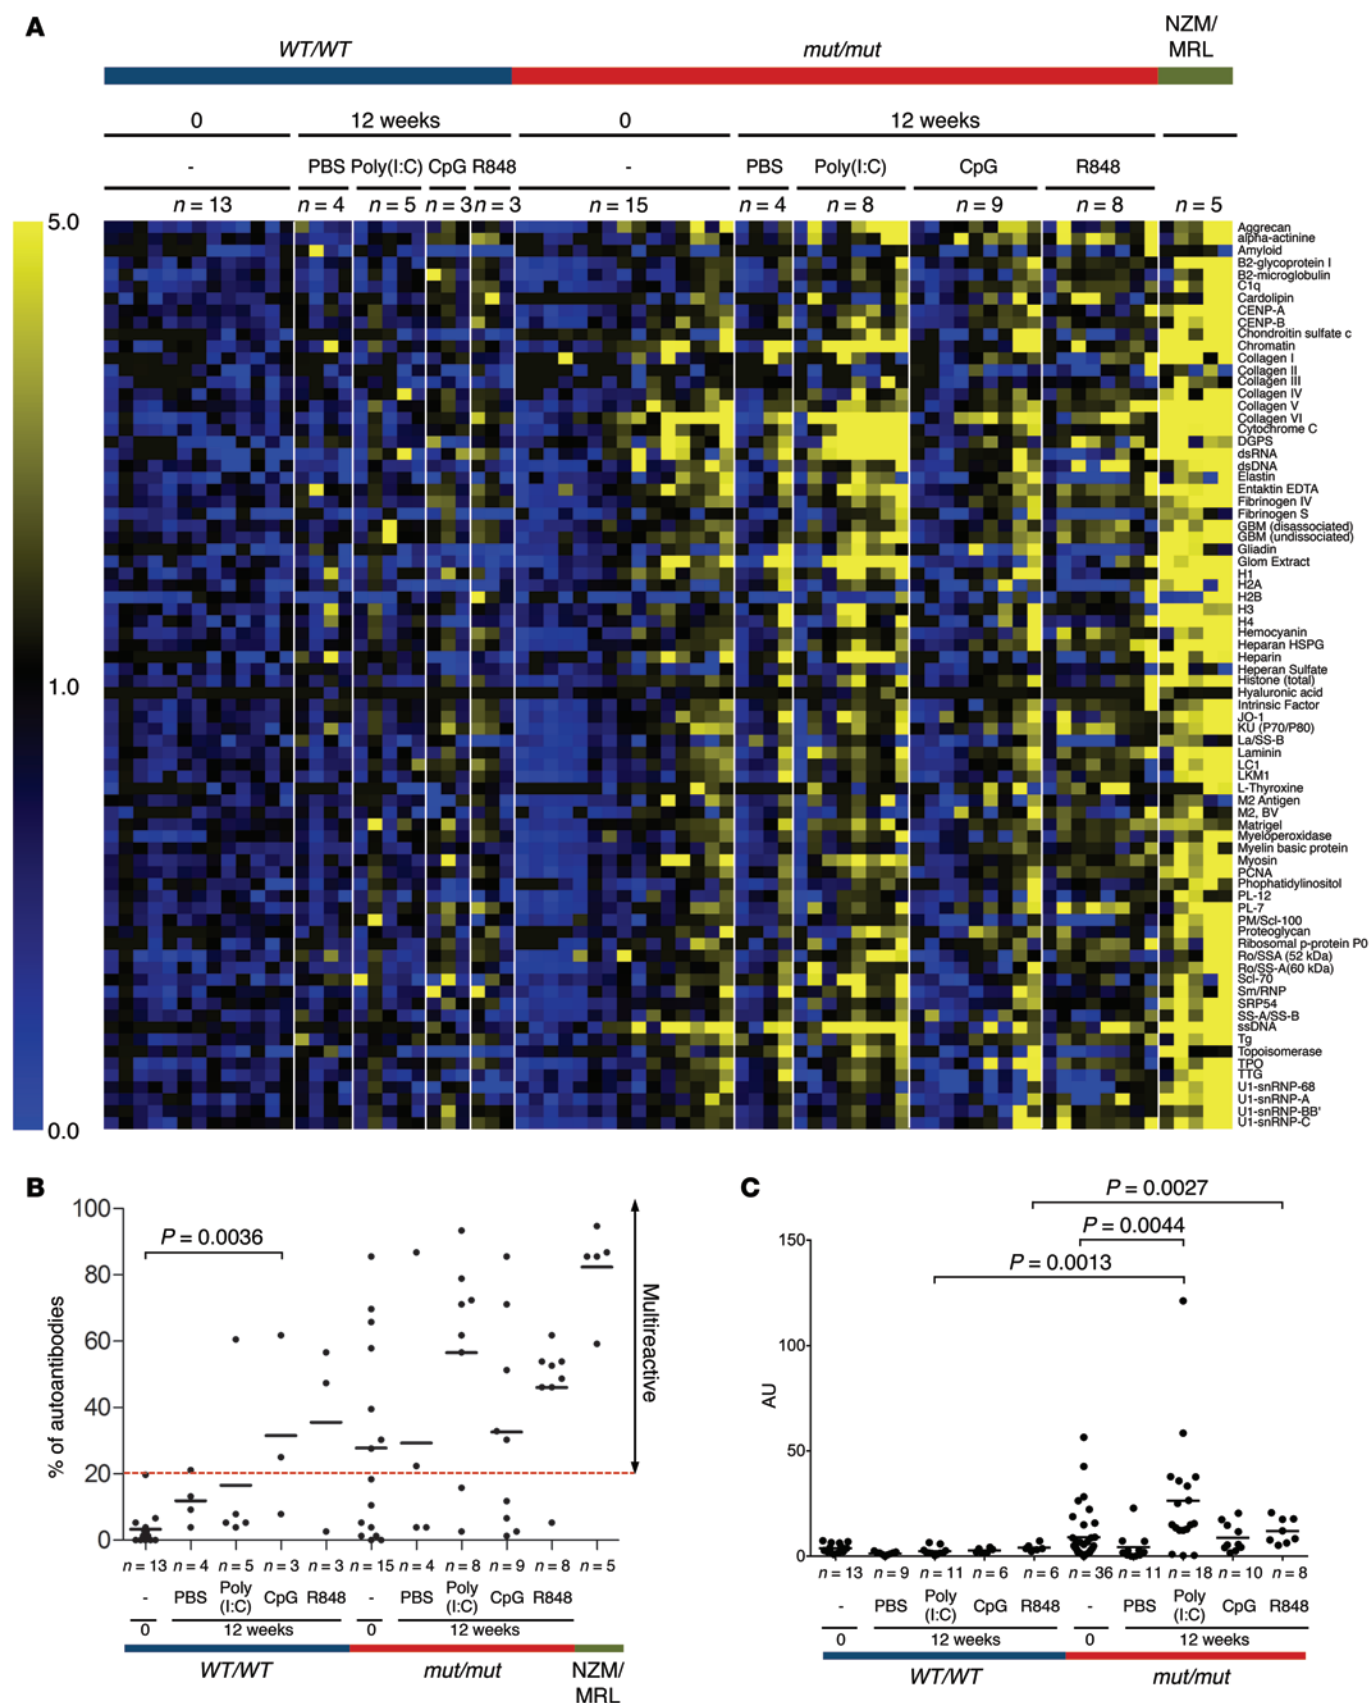 A
WT/WT
mut/mut
NZM/
MRL
0
12 weeks
0
12 weeks
-
PBS
Poly(I:C)
CpG
R848
-
PBS
Poly(I:C)
CpG
R848
n = 13
n = 4
n = 5
n = 3
n = 3
n = 15
n = 4
n = 8
n = 9
n = 8
n = 5
5.0
1.0
0.0
Aggrecan
alpha-actinine
Amyloid
B2-glycoprotein I
B2-microglobulin
C1q
Cardolipin
CENP-A
CENP-B
Chondroitin sulfate c
Chromatin
Collagen I
Collagen II
Collagen III
Collagen IV
Collagen V
Collagen VI
Cytochrome C
DGPS
dsRNA
dsDNA
Elastin
Entaktin EDTA
Fibrinogen IV
Fibrinogen S
GBM (disassociated)
GBM (undissociated)
Gliadin
Glom Extract
H1
H2A
H2B
H3
H4
Hemocyanin
Heparan HSPG
Heparin
Heperan Sulfate
Histone (total)
Hyaluronic acid
Intrinsic Factor
JO-1
KU (P70/P80)
La/SS-B
Laminin
LC1
LKM1
L-Thyroxine
M2 Antigen
M2, BV
Matrigel
Myeloperoxidase
Myelin basic protein
Myosin
PCNA
Phophatidylinositol
PL-12
PL-7
PM/Scl-100
Proteoglycan
Ribosomal p-protein P0
Ro/SSA (52 kDa)
Ro/SS-A(60 kDa)
Scl-70
Sm/RNP
SRP54
SS-A/SS-B
ssDNA
Tg
Topoisomerase
TPO
TTG
U1-snRNP-68
U1-snRNP-A
U1-snRNP-BB'
U1-snRNP-C
B
% of autoantibodies
100
80
60
40
20
0
P = 0.0036
Multireactive
n = 13
n = 4
n = 5
n = 3
n = 3
n = 15
n = 4
n = 8
n = 9
n = 8
n = 5
-
PBS
Poly
(I:C)
CpG
R848
-
PBS
Poly
(I:C)
CpG
R848
0
12 weeks
0
12 weeks
WT/WT
mut/mut
NZM/
MRL
C
AU
150
100
50
0
P = 0.0027
P = 0.0044
P = 0.0013
n = 13
n = 9
n = 11
n = 6
n = 6
n = 36
n = 11
n = 18
n = 10
n = 8
-
PBS
Poly
(I:C)
CpG
R848
-
PBS
Poly
(I:C)
CpG
R848
0
12 weeks
0
12 weeks
WT/WT
mut/mut